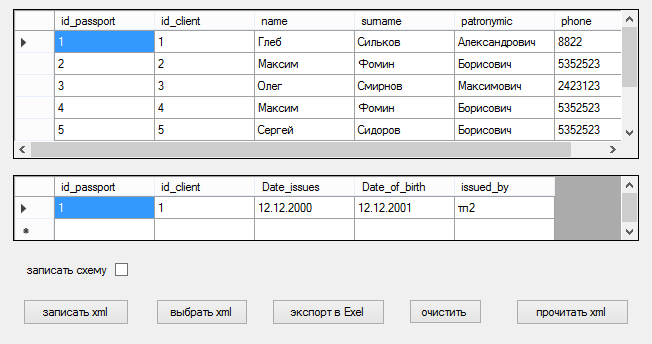 id_passport id_client name surname patronymic phone
1 1 Глеб Сильков Александрович 8822
2 2 Максим Фомин Борисович 5352523
3 3 Олег Смирнов Максимович 2423123
4 4 Максим Фомин Борисович 5352523
5 5 Сергей Сидоров Борисович 5352523
id_passport id_client Date_issues Date_of_birth issued_by
1 1 12.12.2000 12.12.2001 тп2
записать схему
записать xml выбрать xml экспорт в Exel очистить прочитать xml